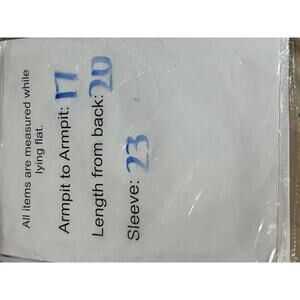 All items are measured while
lying flat.
Armpit to Armpit: 17
Length from back: 20
Sleeve: 23